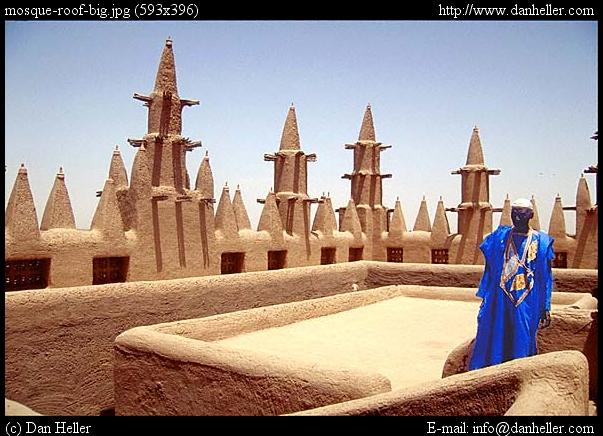 mosque-roof-big.jpg (593x396) http://www.danheller.com
(c) Dan Heller E-mail: info@danheller.com